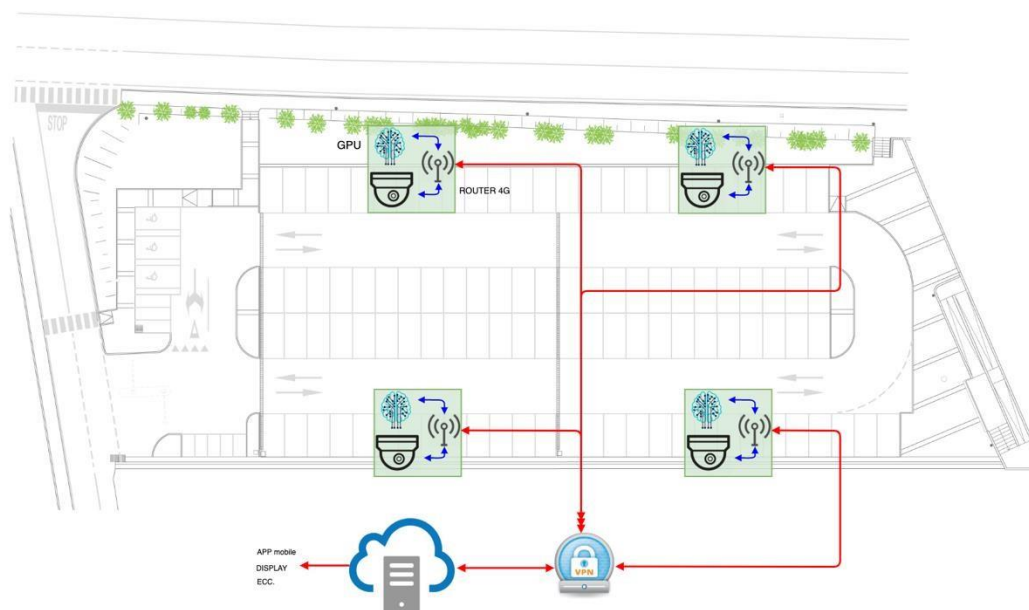 STOP
GPU
ROUTER 4G
APP mobile
DISPLAY
ECC.
VPN